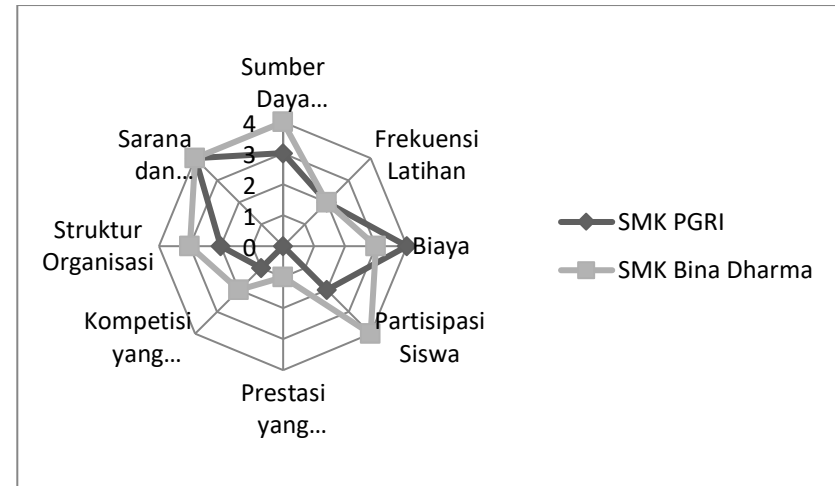 Sumber
Daya...
Frekuensi
Latihan
Biaya
Partisipasi
Siswa
Prestasi
yang...
Kompetisi
yang...
Struktur
Organisasi
Sarana
dan...
4
3
2
1
0
SMK PGRI
SMK Bina Dharma